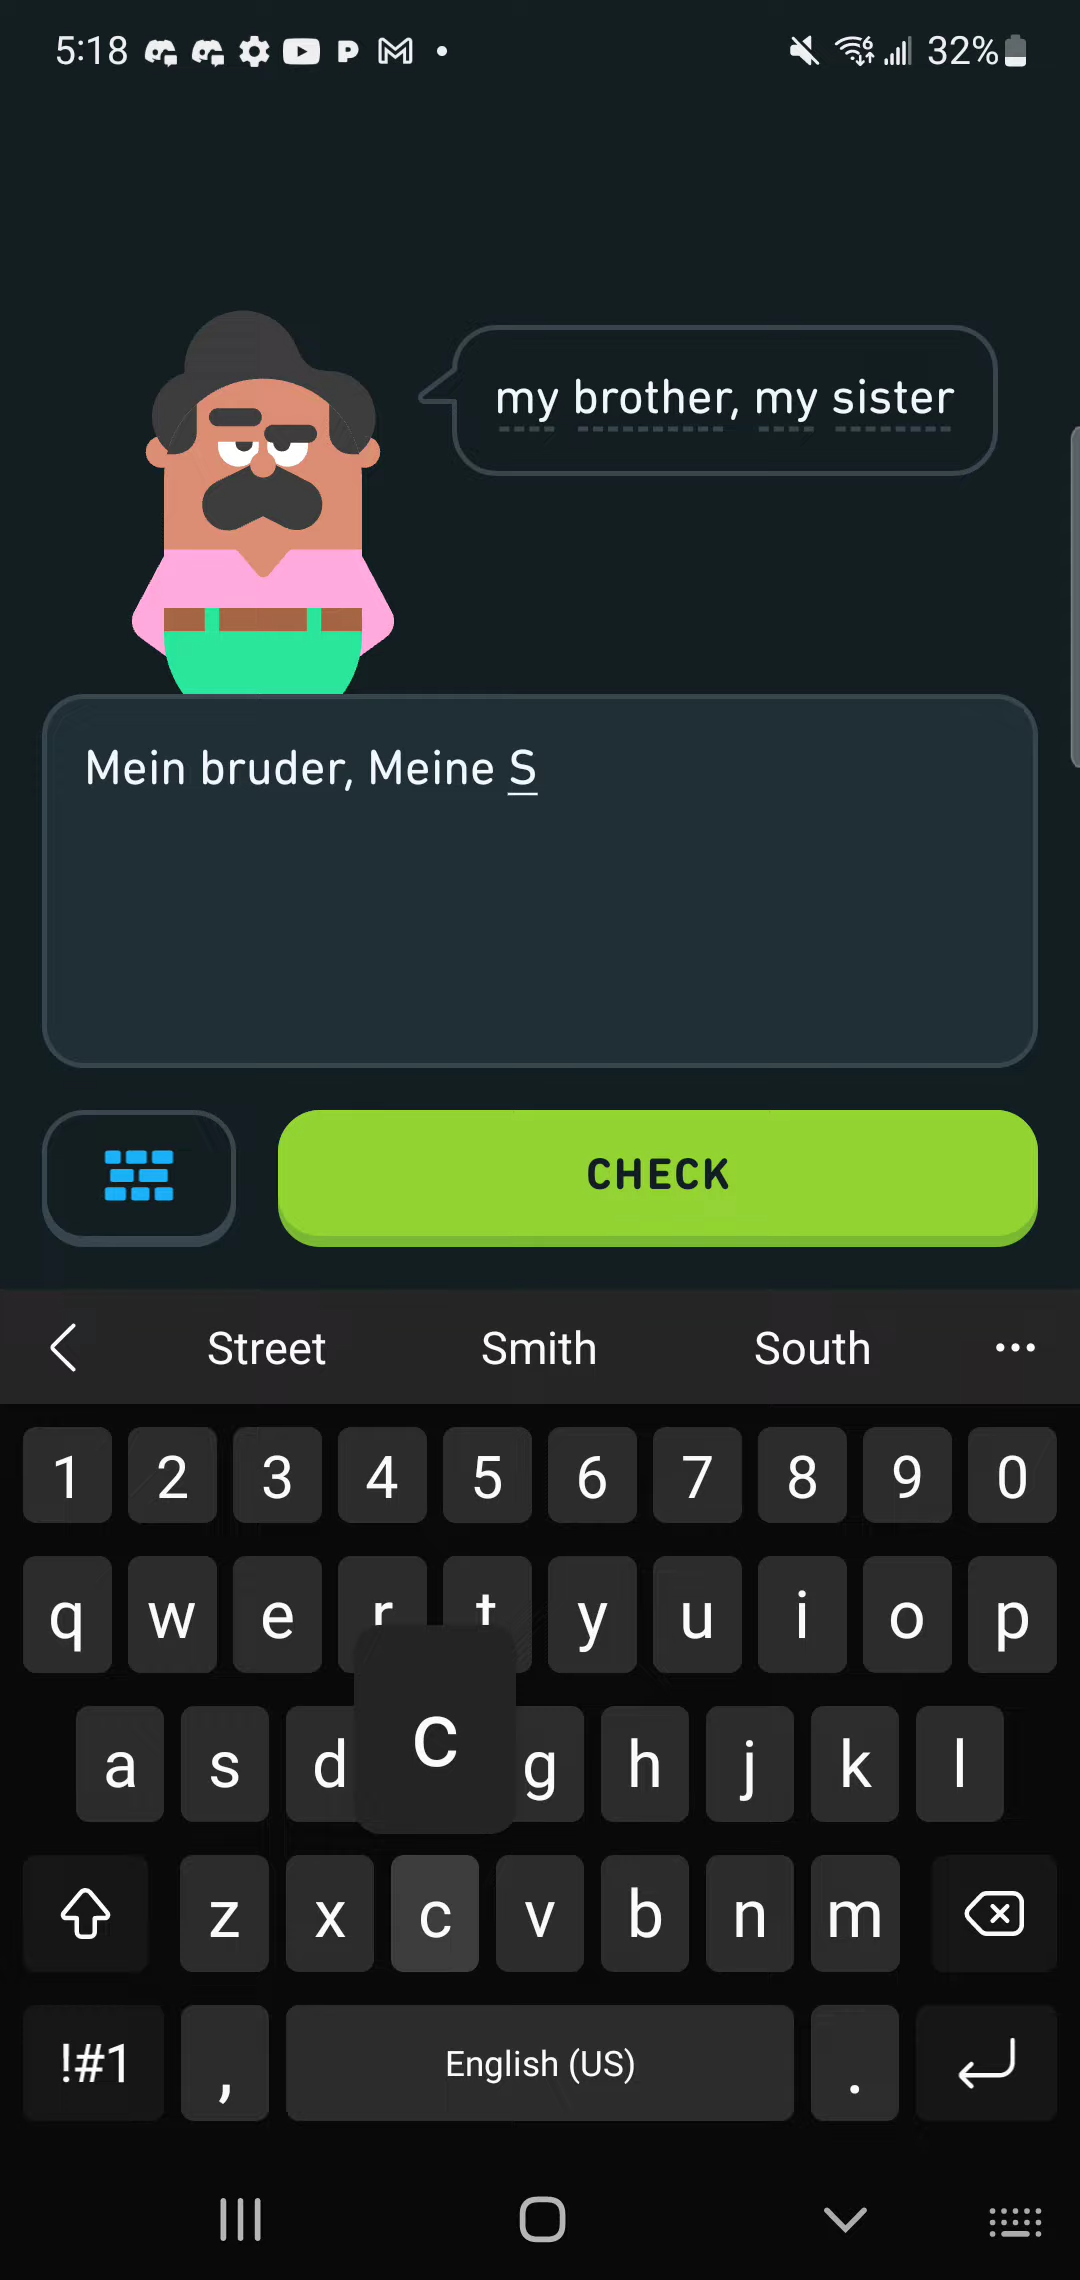 5:18 32%
my brother, my sister
Mein bruder, Meine S
CHECK
Street Smith South
1 2 3 4 5 6 7 8 9 0
q w e r t y u i o p
a s d c g h j k l
z x c v b n m
!#1 , English (US) .